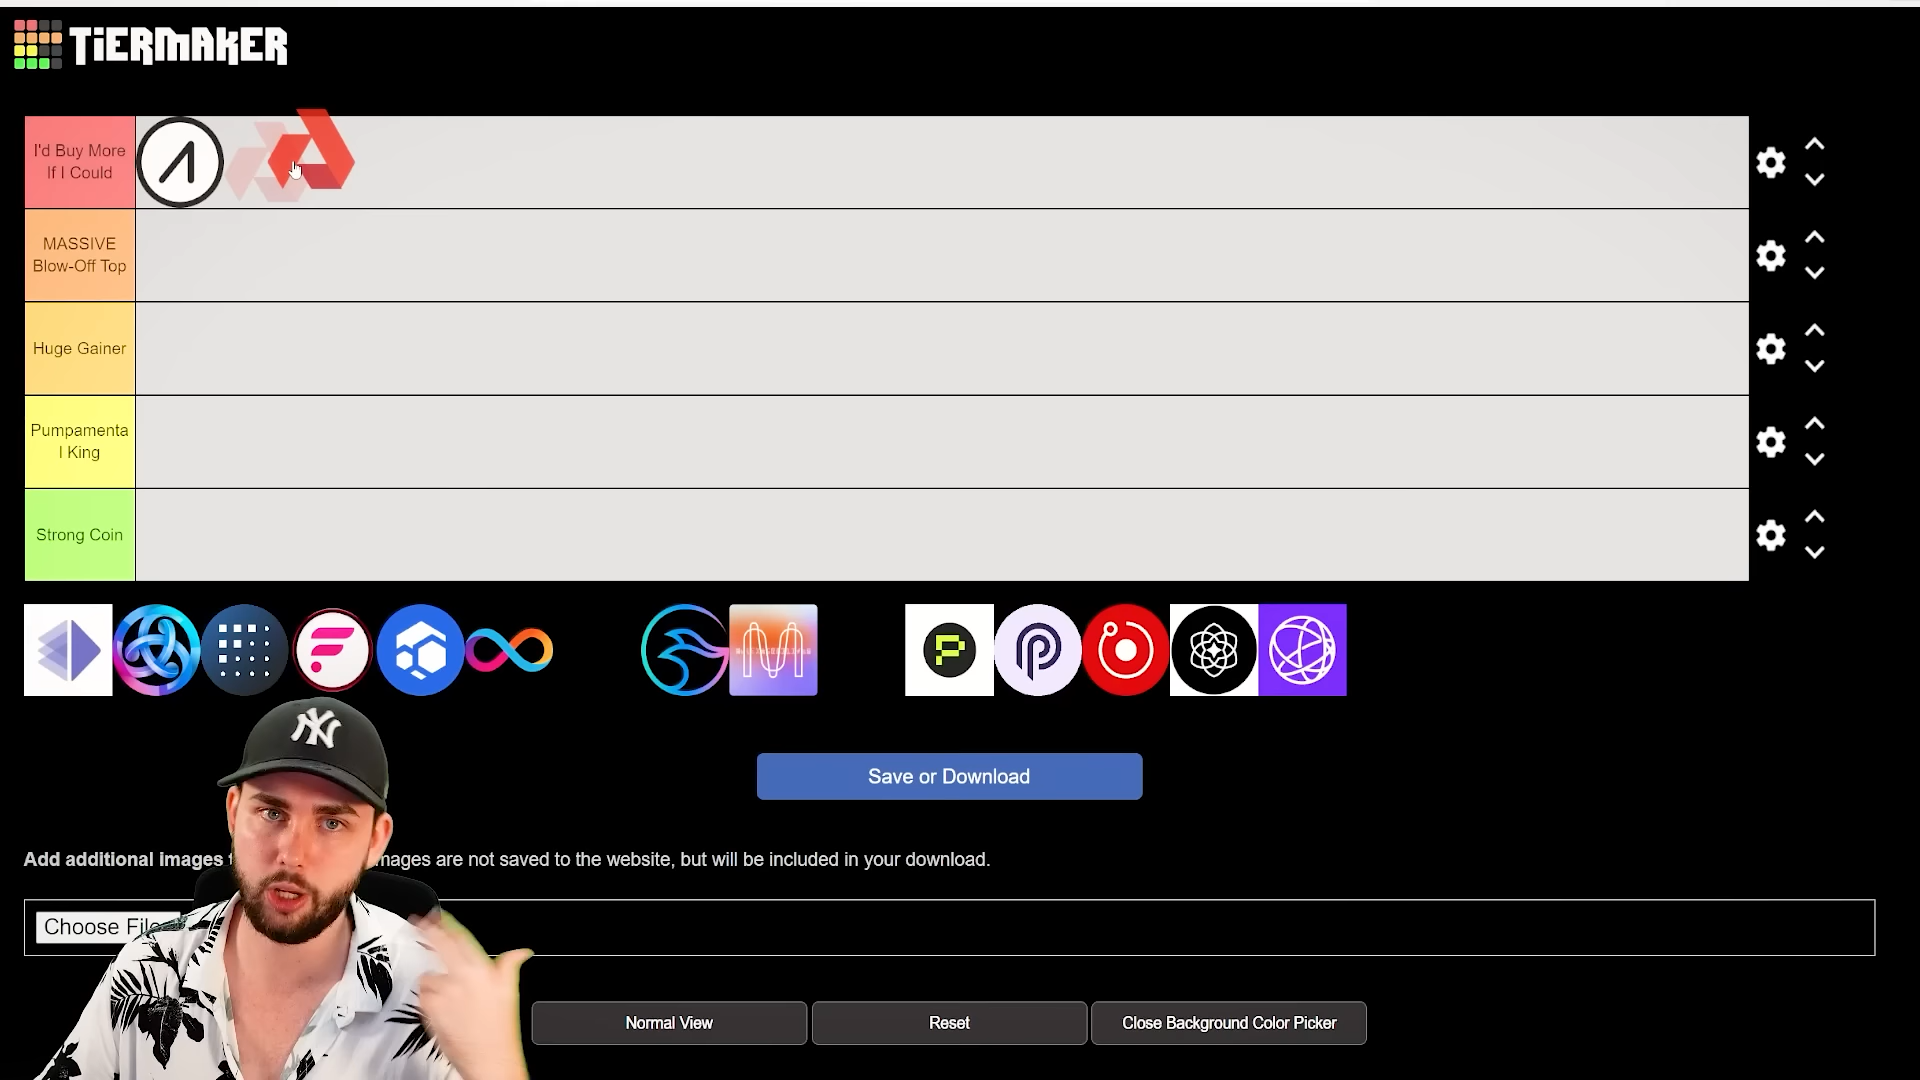 TiERMAKER
I'd Buy More
If I Could
MASSIVE
Blow-Off Top
Huge Gainer
Pumpamenta
l King
Strong Coin
Save or Download
Add additional images
mages are not saved to the website, but will be included in your download.
Choose File
Normal View
Reset
Close Background Color Picker
NY